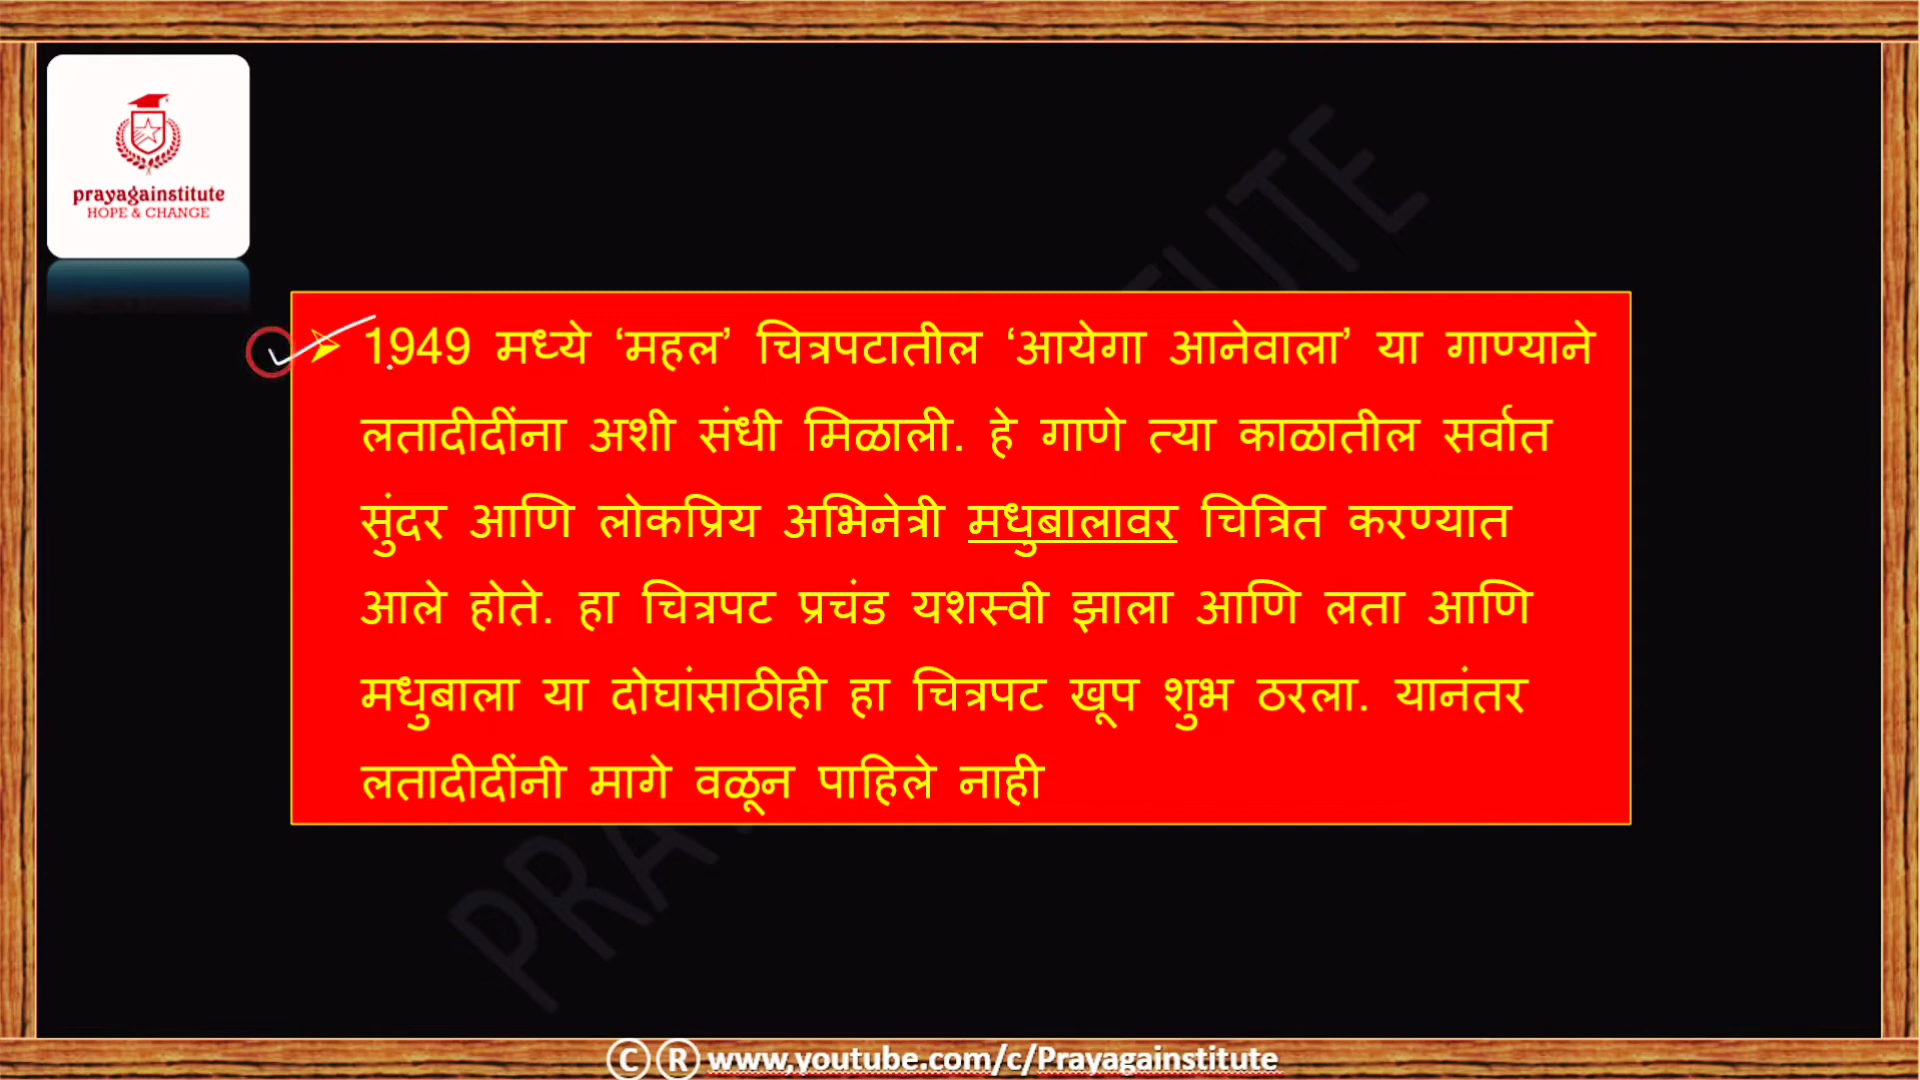 prayagainstitute
HOPE & CHANGE
PRAYAGAINSTITUTE
➤ 1949 मध्ये ‘महल’ चित्रपटातील ‘आयेगा आनेवाला’ या गाण्याने
लतादीदींना अशी संधी मिळाली. हे गाणे त्या काळातील सर्वात
सुंदर आणि लोकप्रिय अभिनेत्री मधुबालावर चित्रित करण्यात
आले होते. हा चित्रपट प्रचंड यशस्वी झाला आणि लता आणि
मधुबाला या दोघांसाठीही हा चित्रपट खूप शुभ ठरला. यानंतर
लतादीदींनी मागे वळून पाहिले नाही
Ⓒ Ⓡ www.youtube.com/c/Prayagainstitute